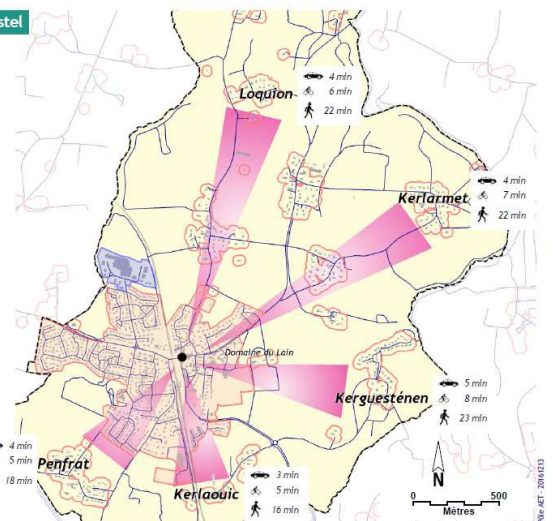 stel
4 min
6 min
22 min
Loquion
4 min
7 min
22 min
Kerlarmet
Domaine du Lain
5 min
8 min
23 min
Kerguesténen
4 min
5 min
18 min
Penfrat
3 min
5 min
16 min
Kerlaouic
N
0 500
Mètres
AET - 20161213